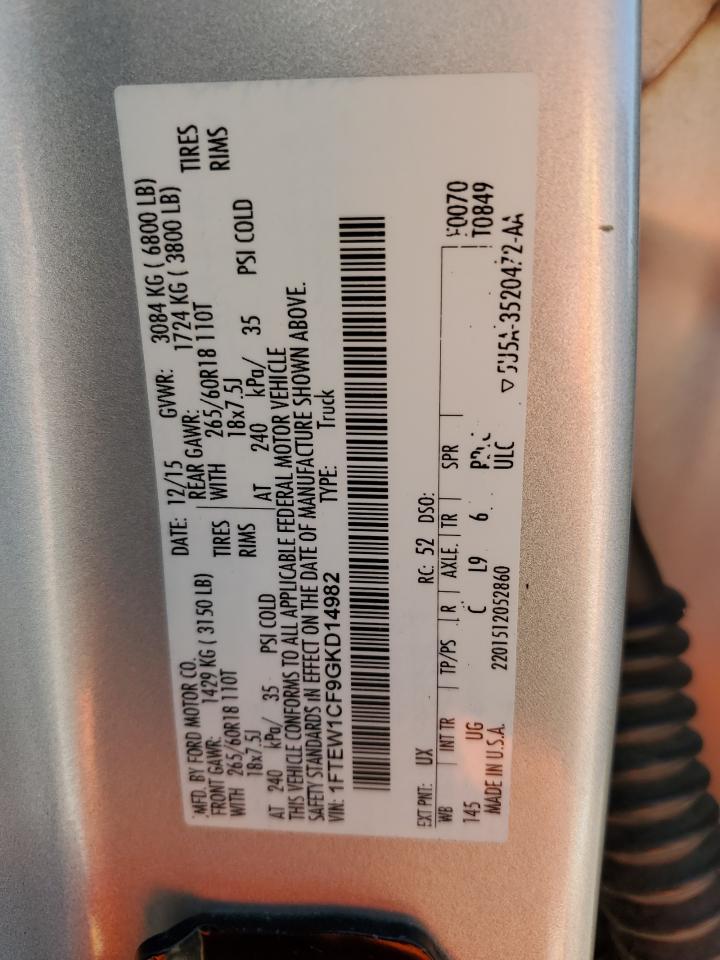 MFD. BY FORD MOTOR CO.
DATE: 12/15 GVWR: 3084 KG ( 6800 LB)
FRONT GAWR: 1429 KG ( 3150 LB) REAR GAWR: 1724 KG ( 3800 LB)
WITH 265/60R18 110T TIRES WITH 265/60R18 110T TIRES
18x7.5J RIMS 18x7.5J RIMS
AT 240 kPa/ 35 PSI COLD AT 240 kPa/ 35 PSI COLD
THIS VEHICLE CONFORMS TO ALL APPLICABLE FEDERAL MOTOR VEHICLE
SAFETY STANDARDS IN EFFECT ON THE DATE OF MANUFACTURE SHOWN ABOVE.
VIN: 1FTEW1CF9GKD14982 TYPE: Truck
EXT PNT: UX RC: 52 DSO:
WB INT TR TP/PS R AXLE TR SPR
0070
145 UG C L9 6 T0849
MADE IN U.S.A. 2201512052860 ULC